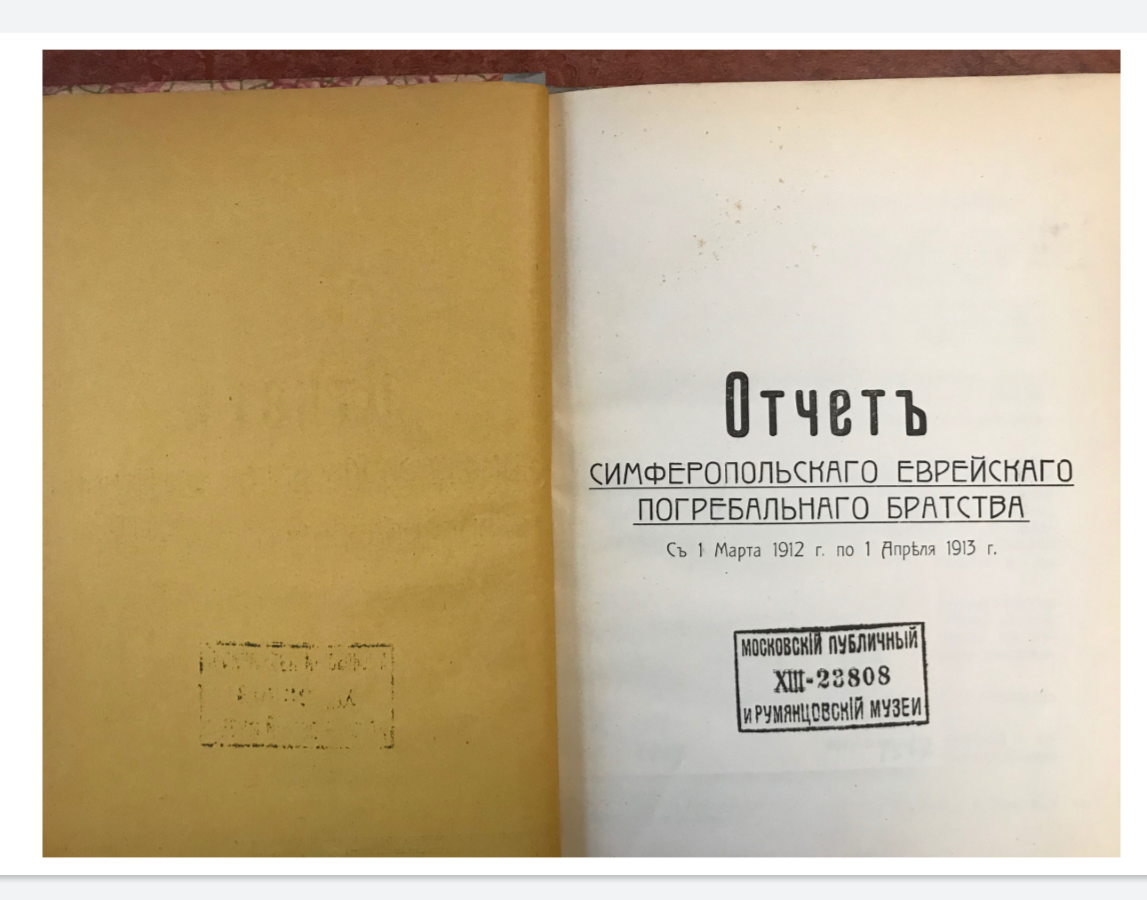 Отчетъ
СИМФЕРОПОЛЬСКАГО ЕВРЕЙСКАГО
ПОГРЕБАЛЬНАГО БРАТСТВА
Съ 1 Марта 1912 г. по 1 Апрѣля 1913 г.
МОСКОВСКІЙ ПУБЛИЧНЫЙ
XIII-23808
И РУМЯНЦОВСКІЙ МУЗЕИ